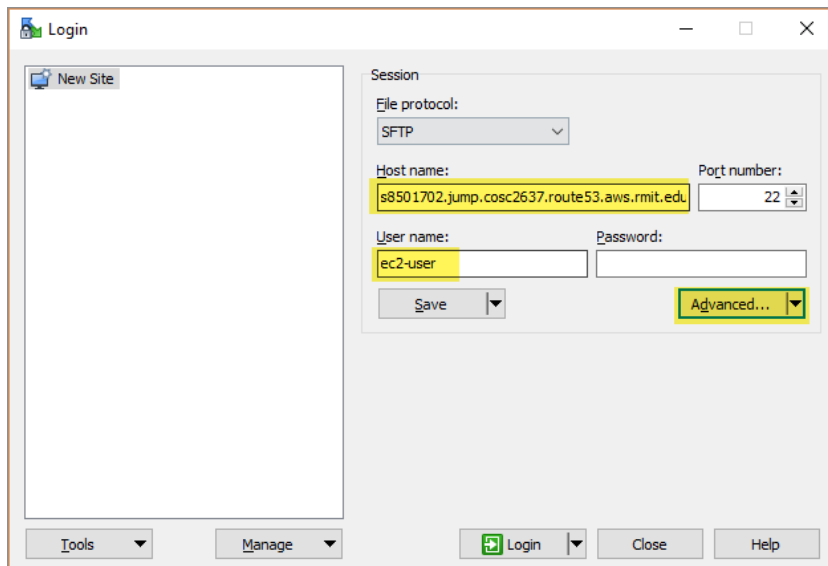 Login
New Site
Session
File protocol:
SFTP
Host name: Port number:
s8501702.jump.cosc2637.route53.aws.rmit.edu 22
User name: Password:
ec2-user
Save Advanced...
Tools Manage Login Close Help